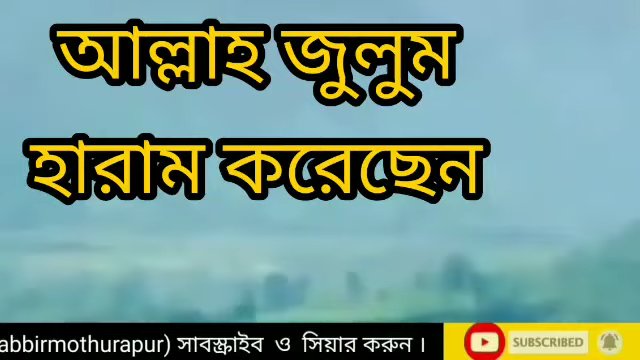 আল্লাহ জুলুম
হারাম করেছেন
abbirmothurapur) সাবস্ক্রাইব ও সিয়ার করুন।
SUBSCRIBED